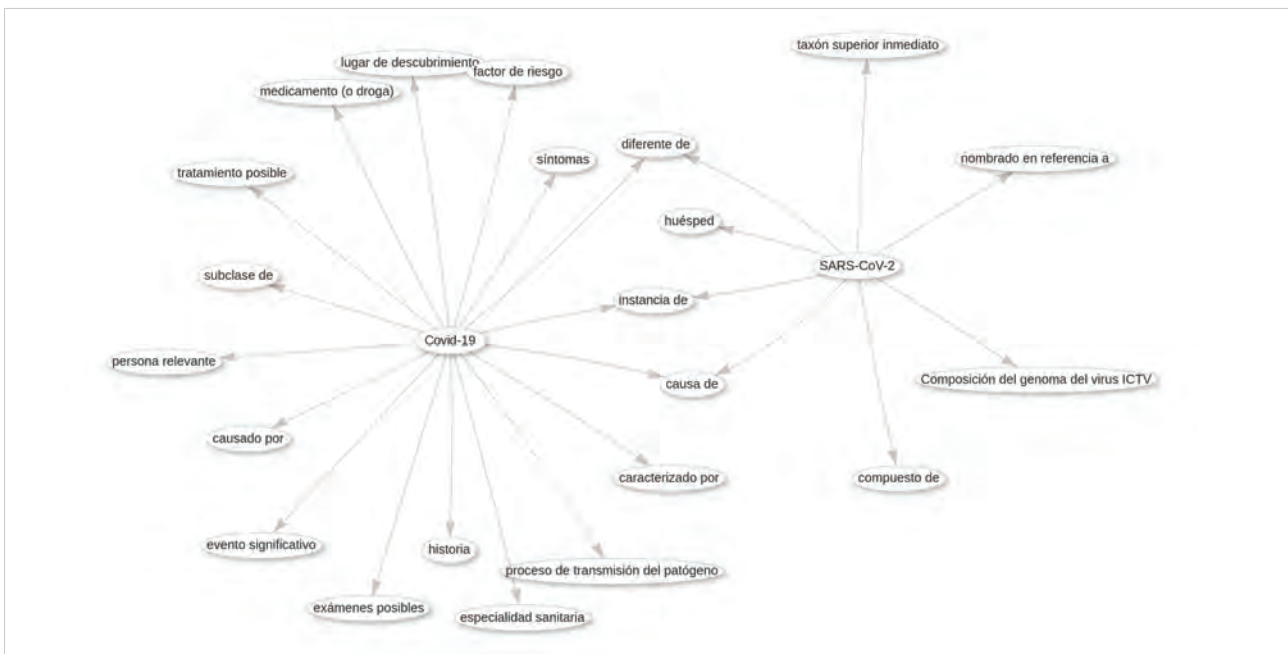 taxón superior inmediato
lugar de descubrimiento
factor de riesgo
medicamento (o droga)
diferente de
síntomas
nombrado en referencia a
tratamiento posible
huésped
SARS-CoV-2
subclase de
instancia de
Covid-19
persona relevante
causa de
Composición del genoma del virus ICTV
causado por
caracterizado por
compuesto de
evento significativo
historia
proceso de transmisión del patógeno
exámenes posibles
especialidad sanitaria